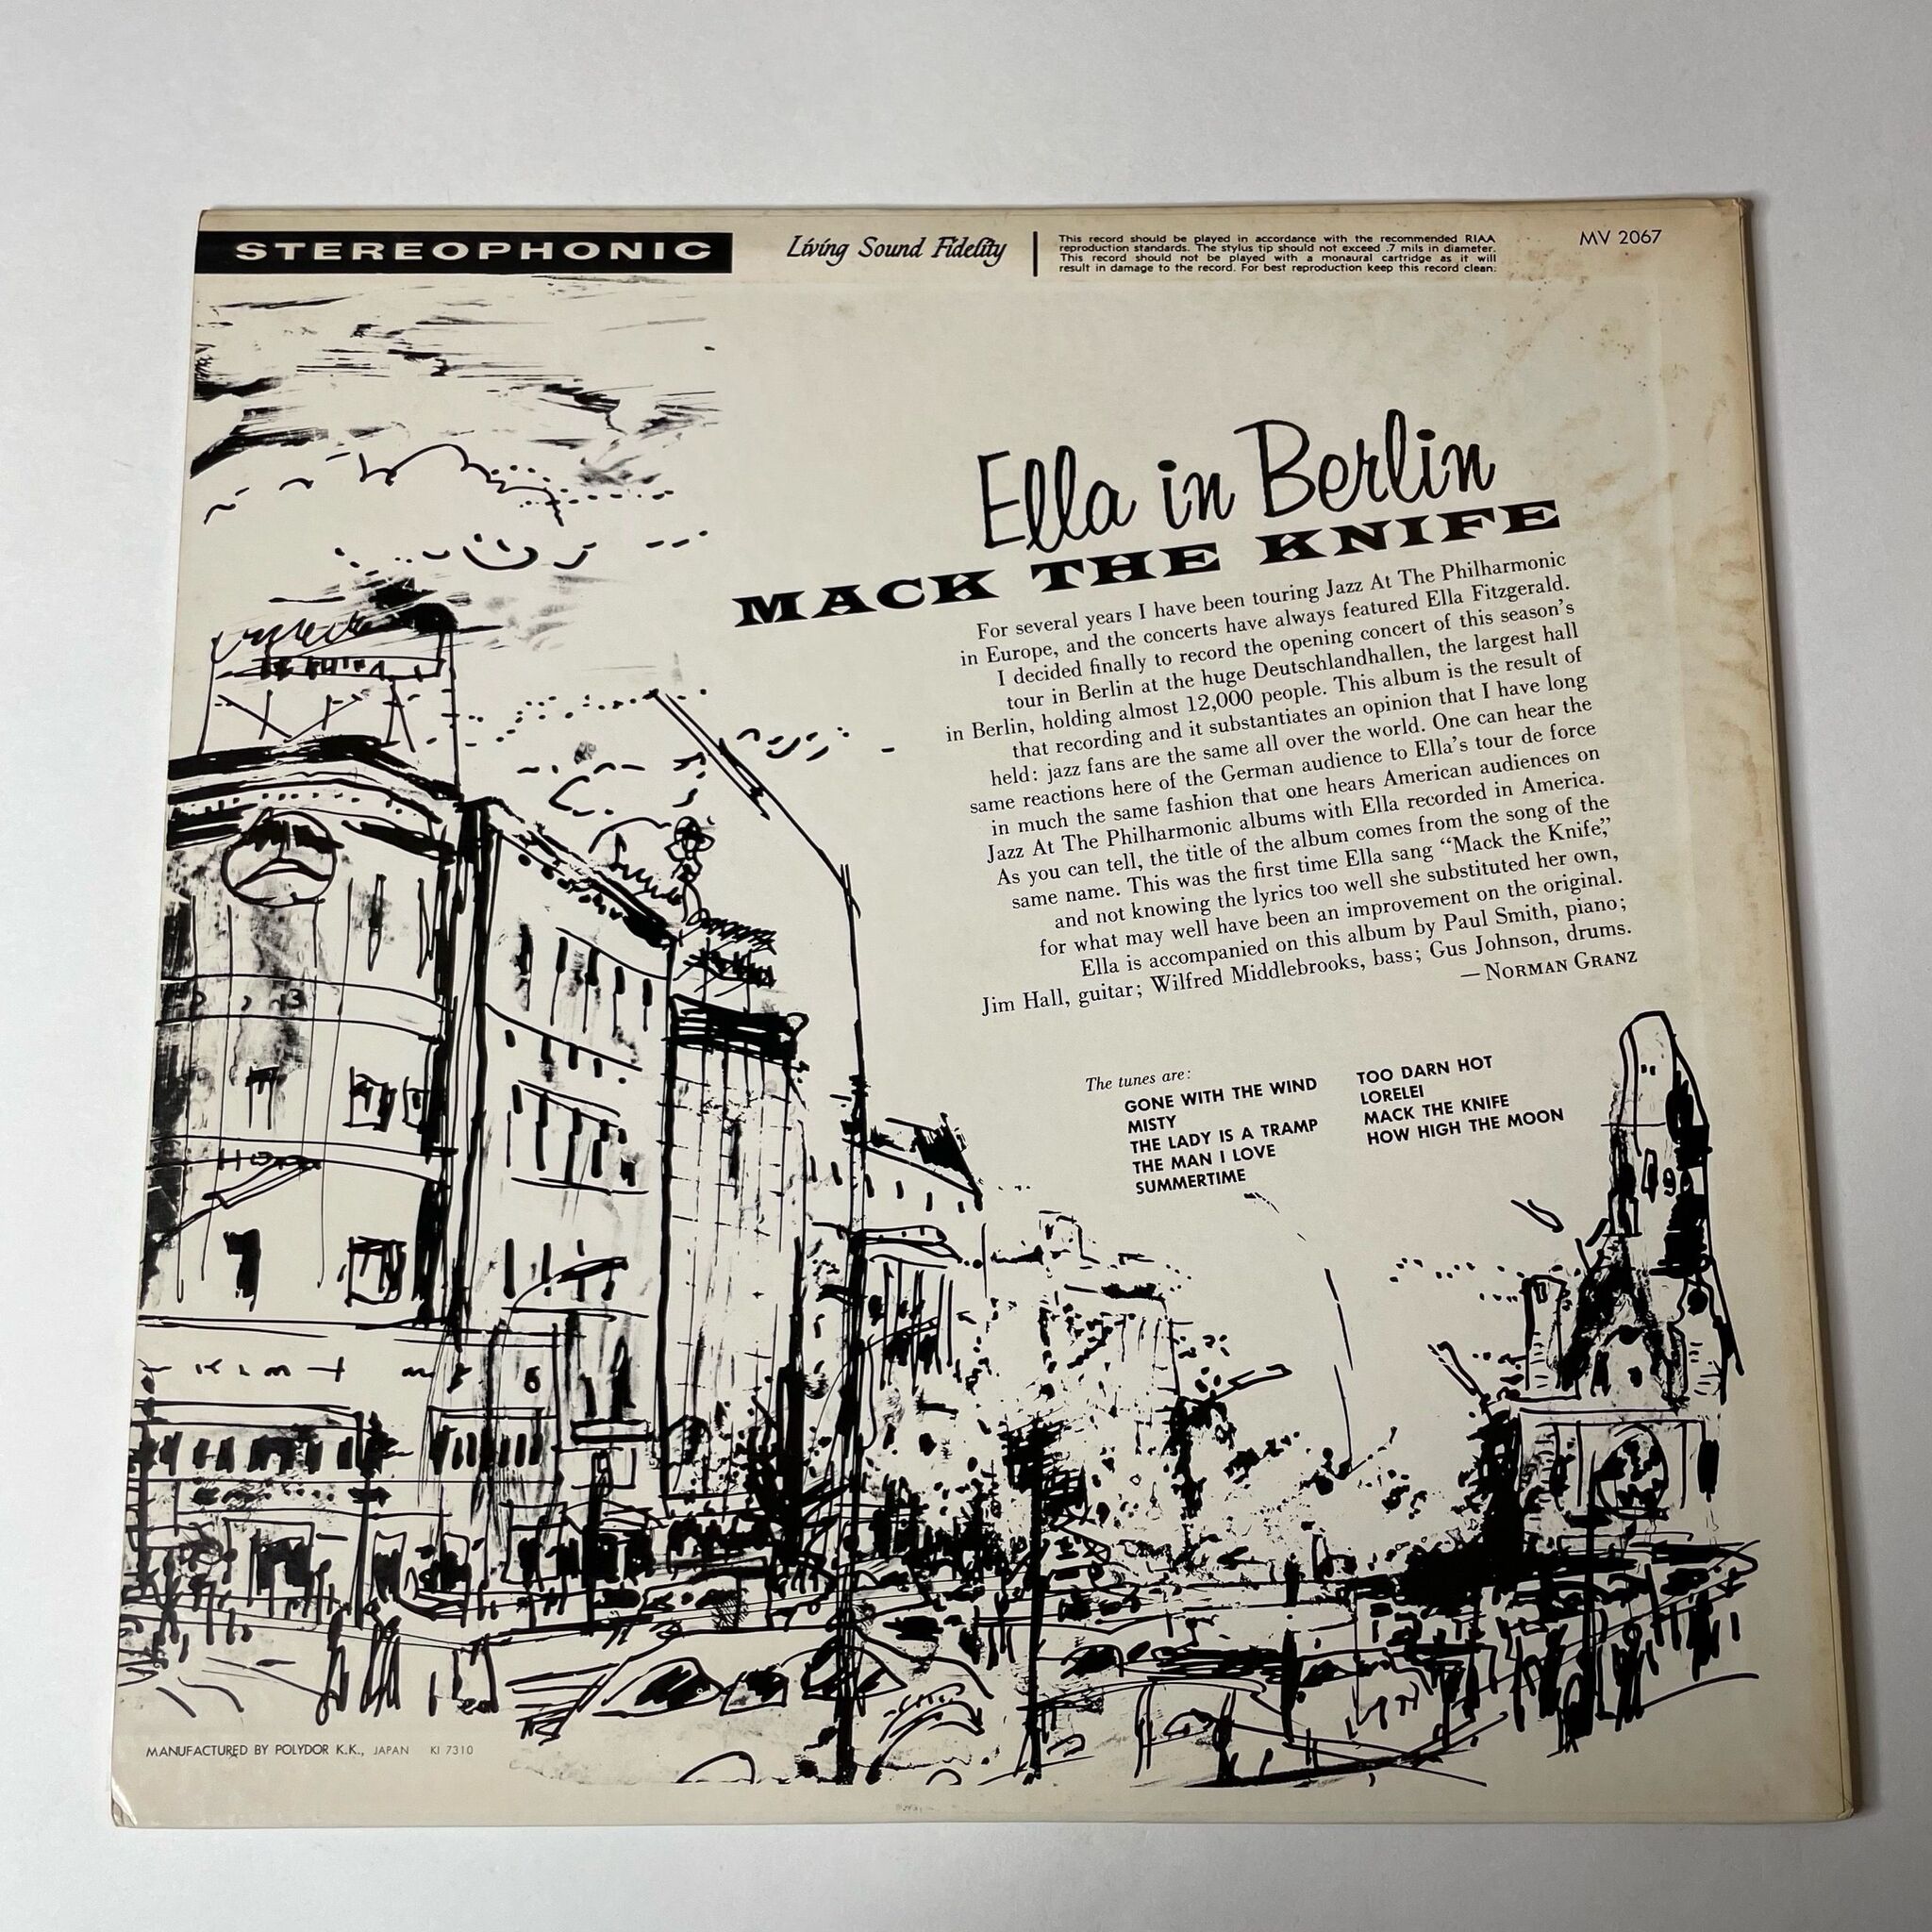 STEREOPHONIC
Living Sound Fidelity
This record should be played in accordance with the recommended RIAA
reproduction standards. The stylus tip should not exceed .7 mils in diameter.
This record should not be played with a monaural cartridge as it will
result in damage to the record. For best reproduction keep this record clean:
MV 2067
Ella in Berlin
MACK THE KNIFE
For several years I have been touring Jazz At The Philharmonic
in Europe, and the concerts have always featured Ella Fitzgerald.
I decided finally to record the opening concert of this season's
tour in Berlin at the huge Deutschlandhallen, the largest hall
in Berlin, holding almost 12,000 people. This album is the result of
that recording and it substantiates an opinion that I have long
held: jazz fans are the same all over the world. One can hear the
same reactions here of the German audience to Ella's tour de force
in much the same fashion that one hears American audiences on
Jazz At The Philharmonic albums with Ella recorded in America.
As you can tell, the title of the album comes from the song of the
same name. This was the first time Ella sang “Mack the Knife,”
and not knowing the lyrics too well she substituted her own,
for what may well have been an improvement on the original.
Ella is accompanied on this album by Paul Smith, piano;
Jim Hall, guitar; Wilfred Middlebrooks, bass; Gus Johnson, drums.
— NORMAN GRANZ
The tunes are:
GONE WITH THE WIND
MISTY
THE LADY IS A TRAMP
THE MAN I LOVE
SUMMERTIME
TOO DARN HOT
LORELEI
MACK THE KNIFE
HOW HIGH THE MOON
MANUFACTURED BY POLYDOR K.K., JAPAN KI 7310